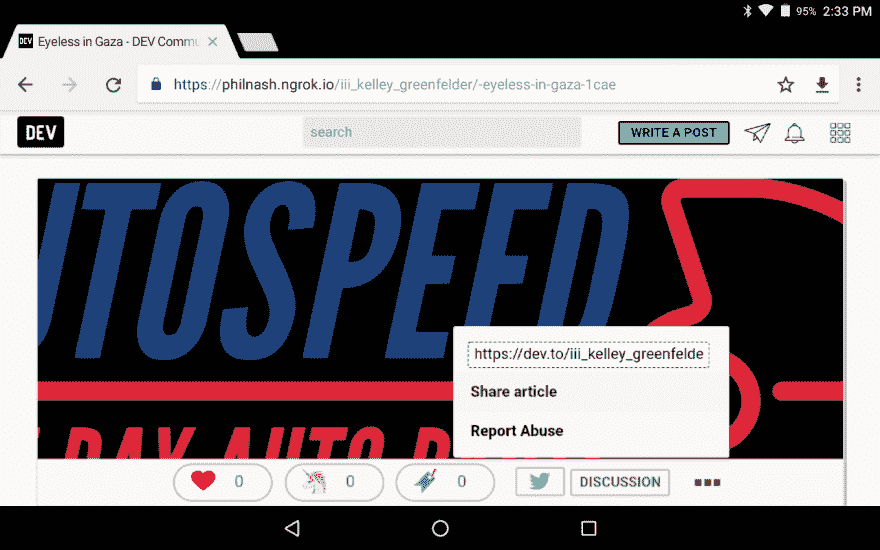 95% 2:33 PM
DEV Eyeless in Gaza - DEV Commu
https://philnash.ngrok.io/iii_kelley_greenfelder/-eyeless-in-gaza-1cae
DEV search WRITE A POST
UTOSPEED
https://dev.to/iii_kelley_greenfelde
Share article
DAY AUTO
Report Abuse
0 0 0 DISCUSSION